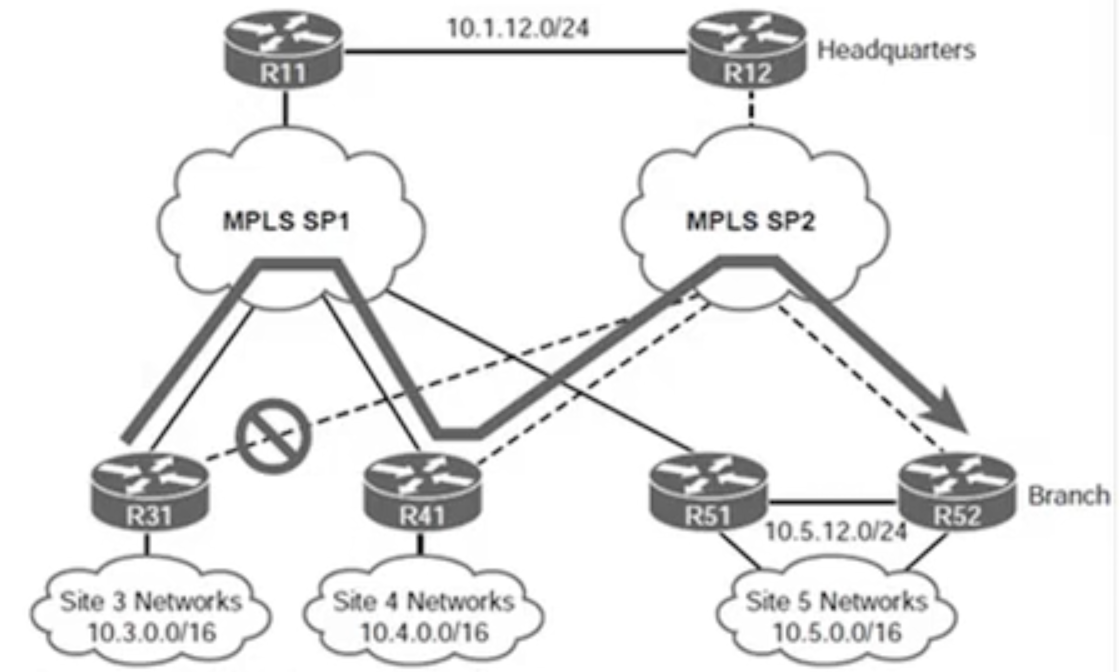 10.1.12.0/24
R11
R12
Headquarters
MPLS SP1
MPLS SP2
R31
R41
R51
R52
Branch
10.5.12.0/24
Site 3 Networks
10.3.0.0/16
Site 4 Networks
10.4.0.0/16
Site 5 Networks
10.5.0.0/16